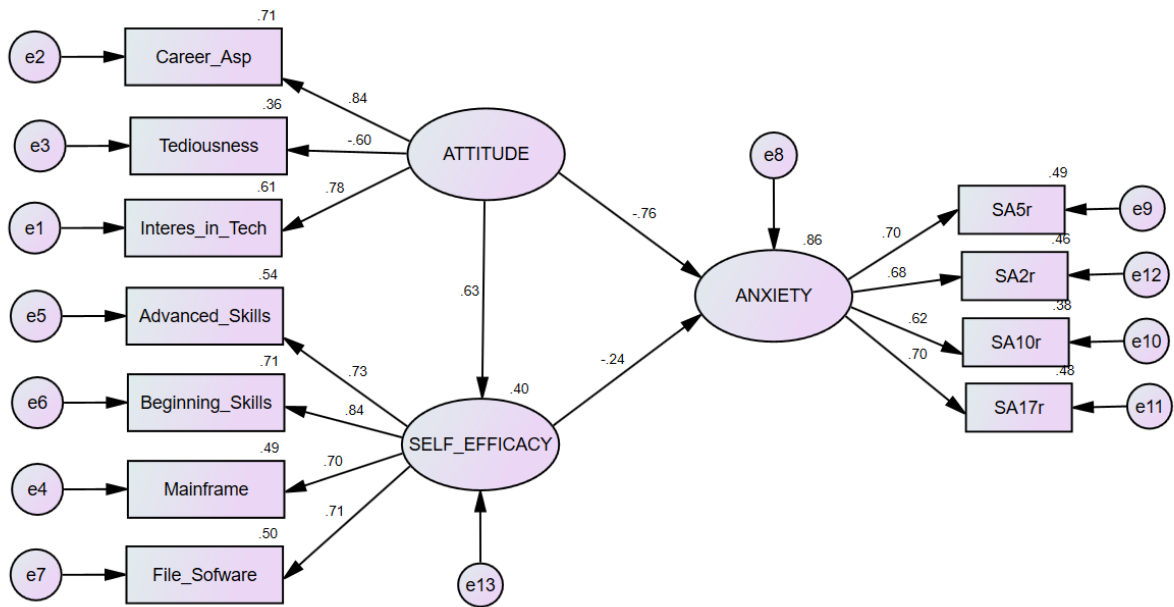 .71
e2
Career_Asp
.84
.36
e3
Tediousness
-.60
ATTITUDE
.61
.78
e1
Interes_in_Tech
e8
-.76
.49
SA5r
e9
.70
.86
.46
SA2r
e12
.68
ANXIETY
.38
.62
SA10r
e10
.70
.48
SA17r
e11
.63
-.24
.54
e5
Advanced_Skills
.73
.71
e6
Beginning_Skills
.84
.40
SELF_EFFICACY
.49
.70
e4
Mainframe
.71
.50
e7
File_Sofware
e13